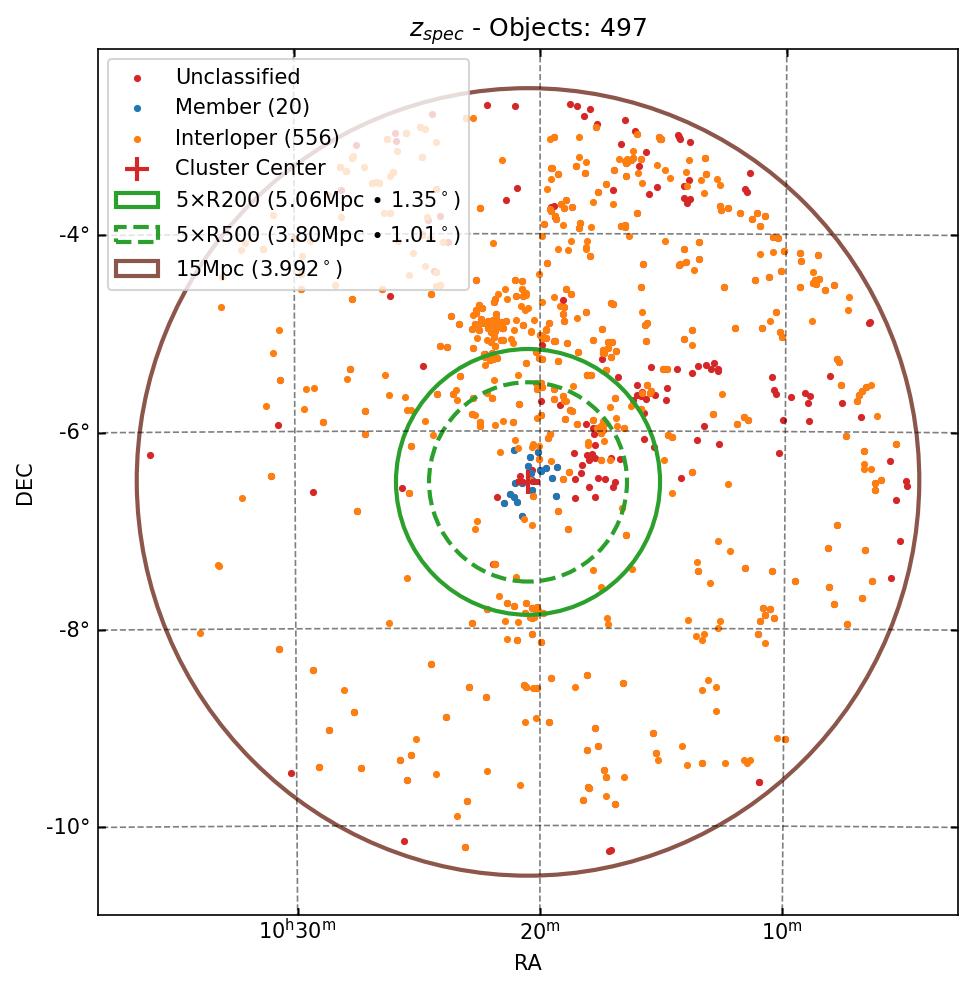 z_spec - Objects: 497
Unclassified
Member (20)
Interloper (556)
Cluster Center
5×R200 (5.06Mpc • 1.35°)
5×R500 (3.80Mpc • 1.01°)
15Mpc (3.992°)
-4°
-6°
-8°
-10°
DEC
10ʰ30ᵐ 20ᵐ 10ᵐ
RA